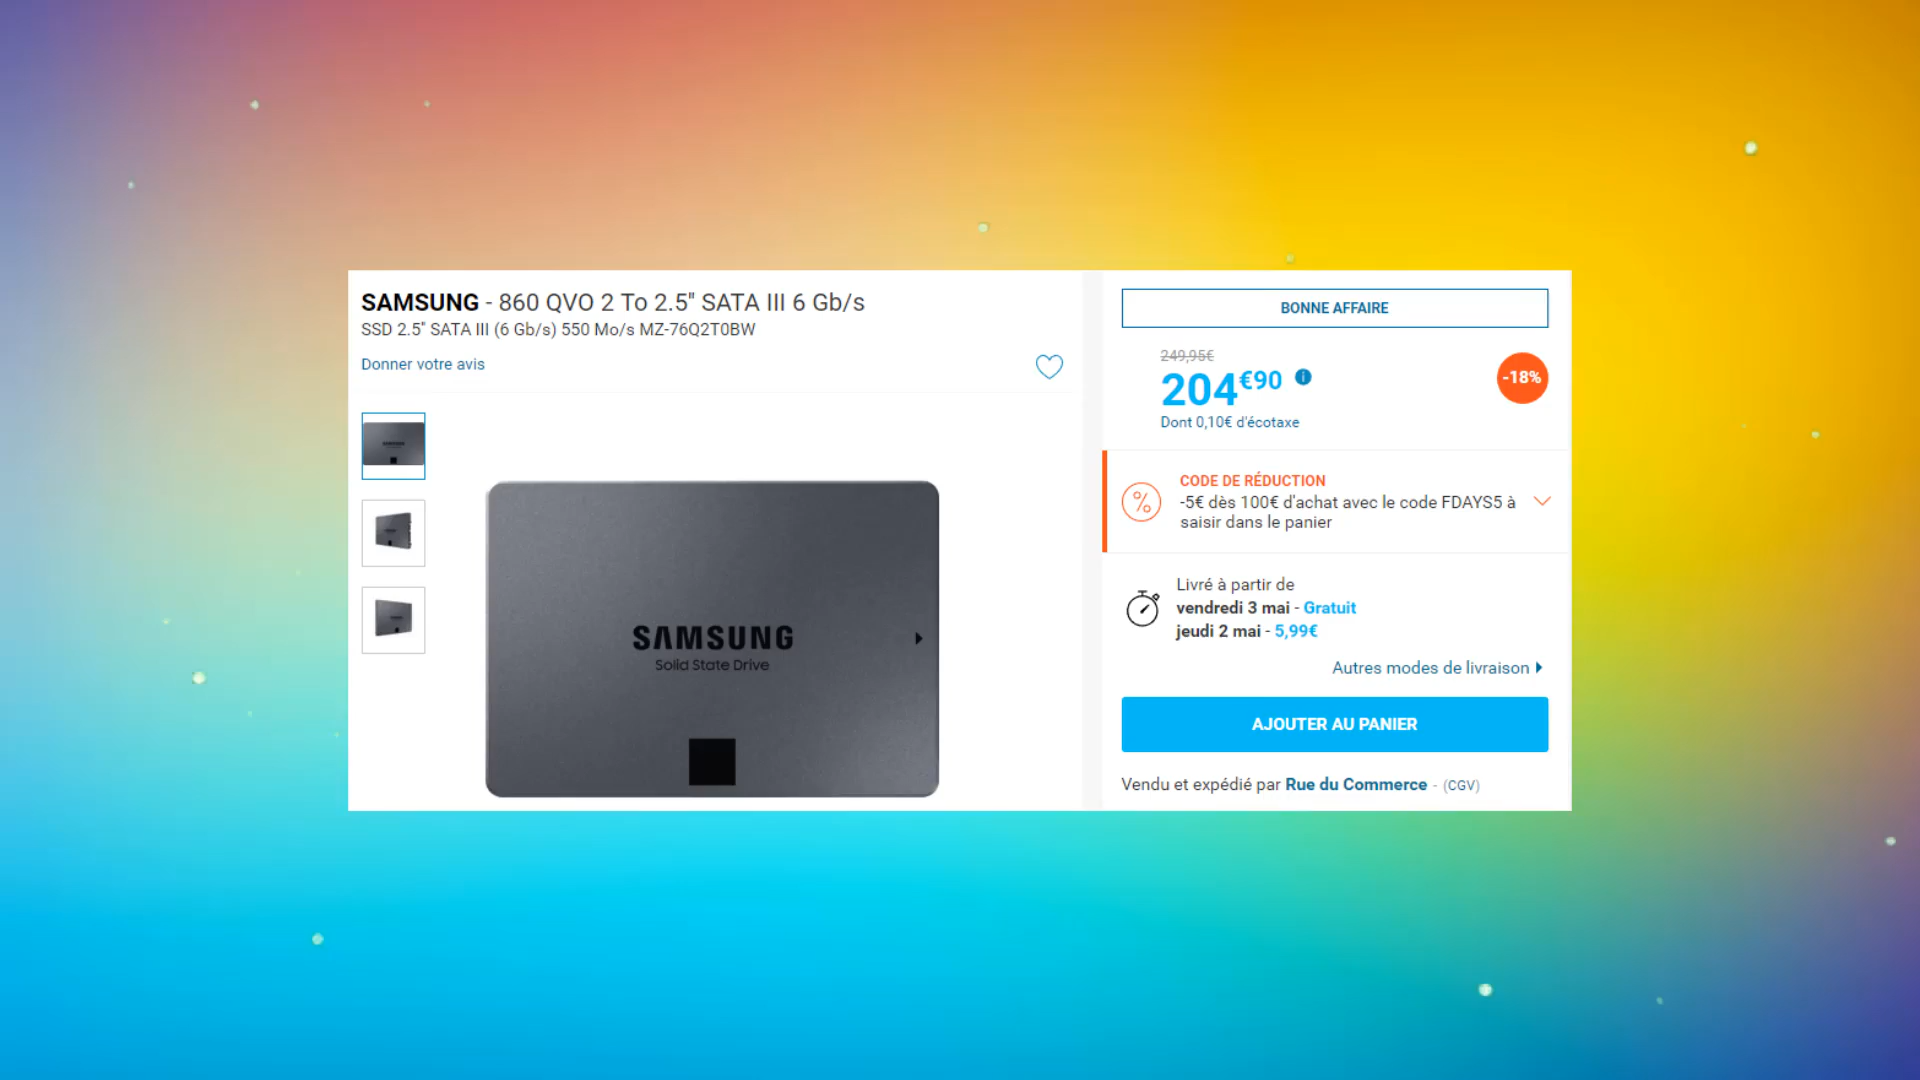 SAMSUNG - 860 QVO 2 To 2.5" SATA III 6 Gb/s
SSD 2.5" SATA III (6 Gb/s) 550 Mo/s MZ-76Q2T0BW
Donner votre avis
SAMSUNG
Solid State Drive
BONNE AFFAIRE
249,95€
204€90
-18%
Dont 0,10€ d'écotaxe
CODE DE RÉDUCTION
-5€ dès 100€ d'achat avec le code FDAYS5 à
saisir dans le panier
Livré à partir de
vendredi 3 mai - Gratuit
jeudi 2 mai - 5,99€
Autres modes de livraison
AJOUTER AU PANIER
Vendu et expédié par Rue du Commerce - (CGV)